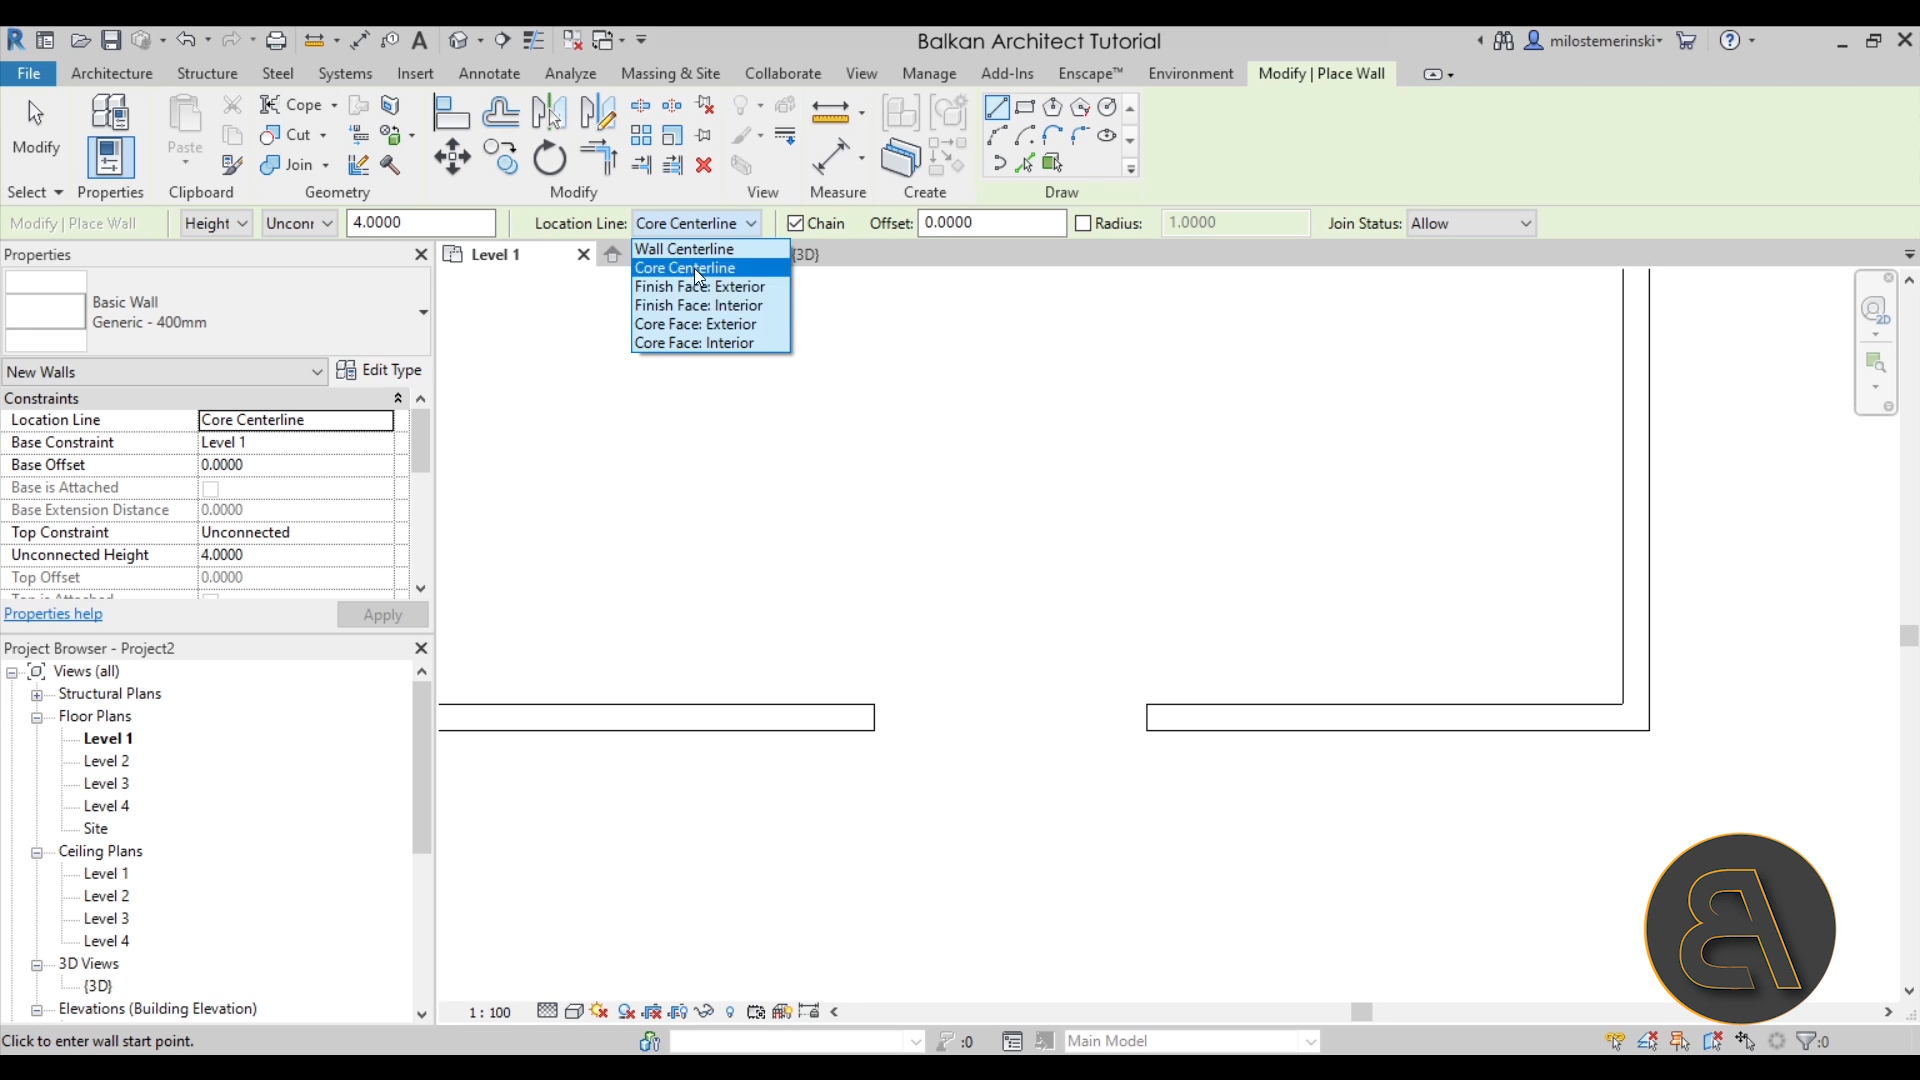 Balkan Architect Tutorial
milostemerinski
File Architecture Structure Steel Systems Insert Annotate Analyze Massing & Site Collaborate View Manage Add-Ins Enscape™ Environment Modify | Place Wall
Modify
Paste
Cope
Cut
Join
Select Properties Clipboard Geometry Modify View Measure Create Draw
Modify | Place Wall Height Unconr 4.0000 Location Line: Core Centerline Chain Offset: 0.0000 Radius: 1.0000 Join Status: Allow
Wall Centerline
Core Centerline
Finish Face: Exterior
Finish Face: Interior
Core Face: Exterior
Core Face: Interior
Properties
Level 1
{3D}
Basic Wall
Generic - 400mm
New Walls Edit Type
Constraints
Location Line Core Centerline
Base Constraint Level 1
Base Offset 0.0000
Base is Attached
Base Extension Distance 0.0000
Top Constraint Unconnected
Unconnected Height 4.0000
Top Offset 0.0000
Properties help Apply
2D
Project Browser - Project2
Views (all)
Structural Plans
Floor Plans
Level 1
Level 2
Level 3
Level 4
Site
Ceiling Plans
Level 1
Level 2
Level 3
Level 4
3D Views
{3D}
Elevations (Building Elevation)
1 : 100
Click to enter wall start point.
:0
Main Model
:0